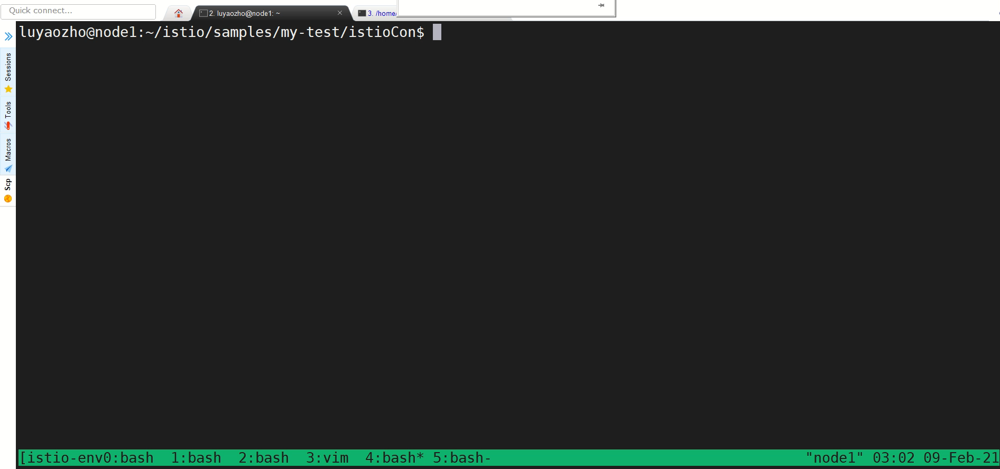 Quick connect...
2. luyaozho@node1: ~
3. /home/
luyaozho@node1:~/istio/samples/my-test/istioCon$
Sessions
Tools
Macros
Scp
[istio-env0:bash  1:bash  2:bash  3:vim  4:bash* 5:bash-    "node1" 03:02 09-Feb-21